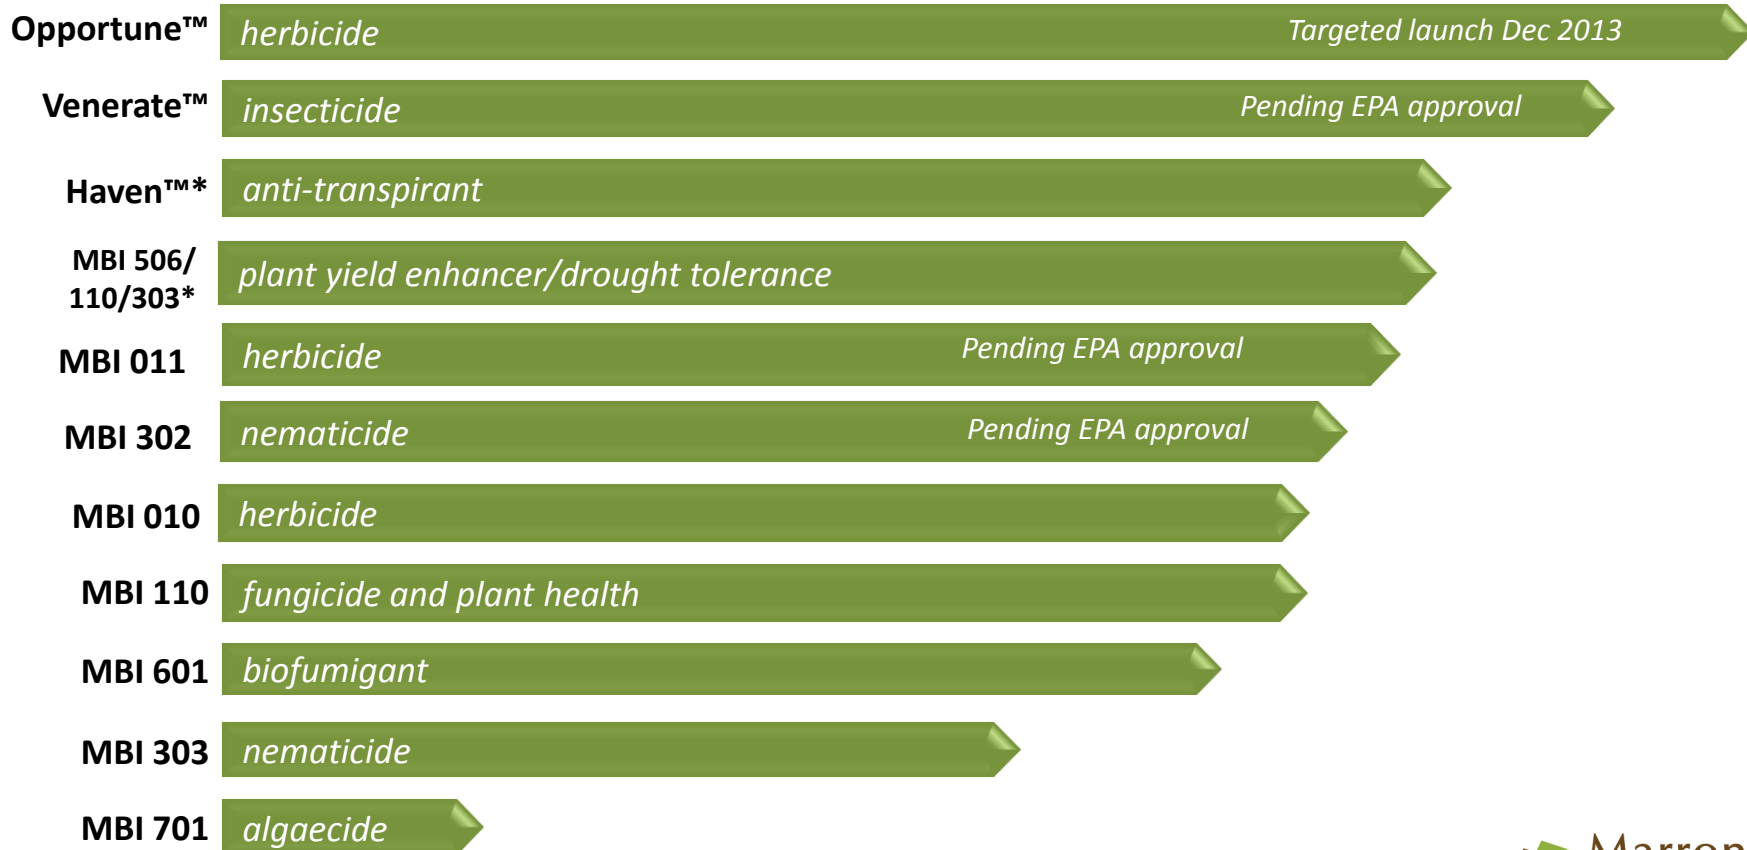 Opportune™ herbicide Targeted launch Dec 2013
Venerate™ insecticide Pending EPA approval
Haven™* anti-transpirant
MBI 506/
110/303* plant yield enhancer/drought tolerance
MBI 011 herbicide Pending EPA approval
MBI 302 nematicide Pending EPA approval
MBI 010 herbicide
MBI 110 fungicide and plant health
MBI 601 biofumigant
MBI 303 nematicide
MBI 701 algaecide